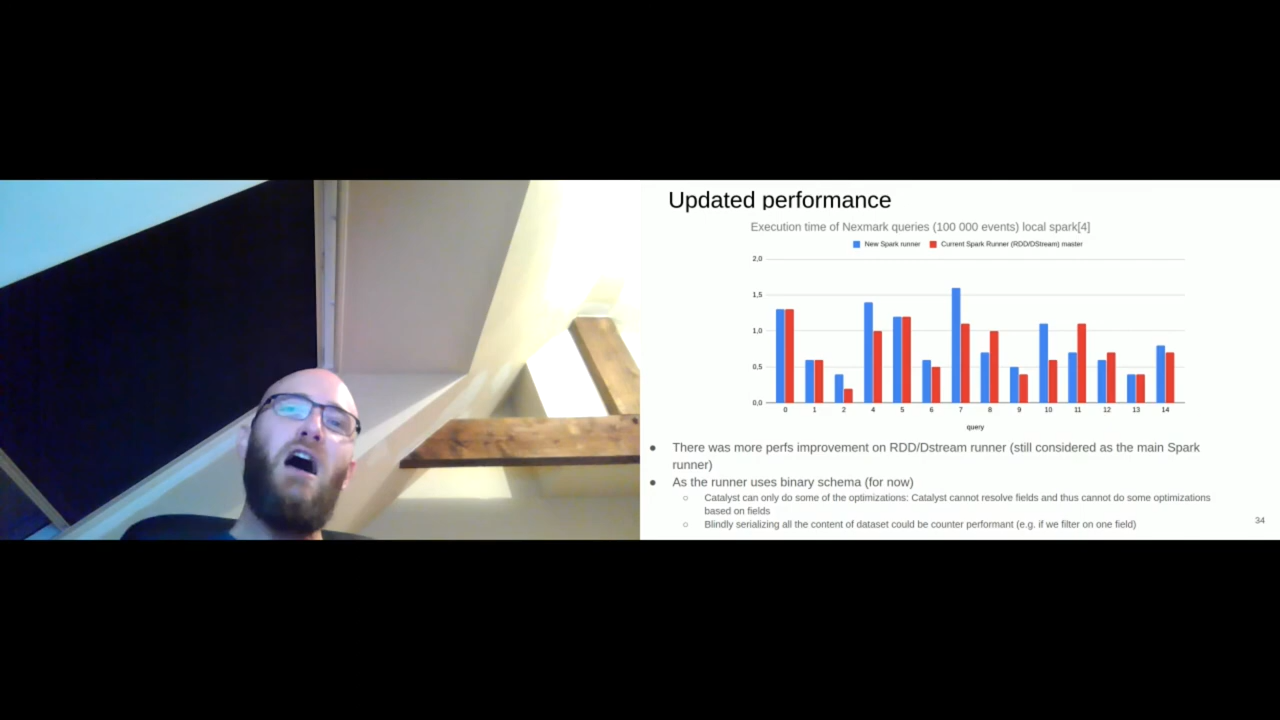 Updated performance
Execution time of Nexmark queries (100 000 events) local spark[4]
New Spark runner Current Spark Runner (RDD/DStream) master
2,0
1,5
1,0
0,5
0,0
0 1 2 4 5 6 7 8 9 10 11 12 13 14
query
● There was more perfs improvement on RDD/Dstream runner (still considered as the main Spark
runner)
● As the runner uses binary schema (for now)
○ Catalyst can only do some of the optimizations: Catalyst cannot resolve fields and thus cannot do some optimizations
based on fields
○ Blindly serializing all the content of dataset could be counter performant (e.g. if we filter on one field)
34